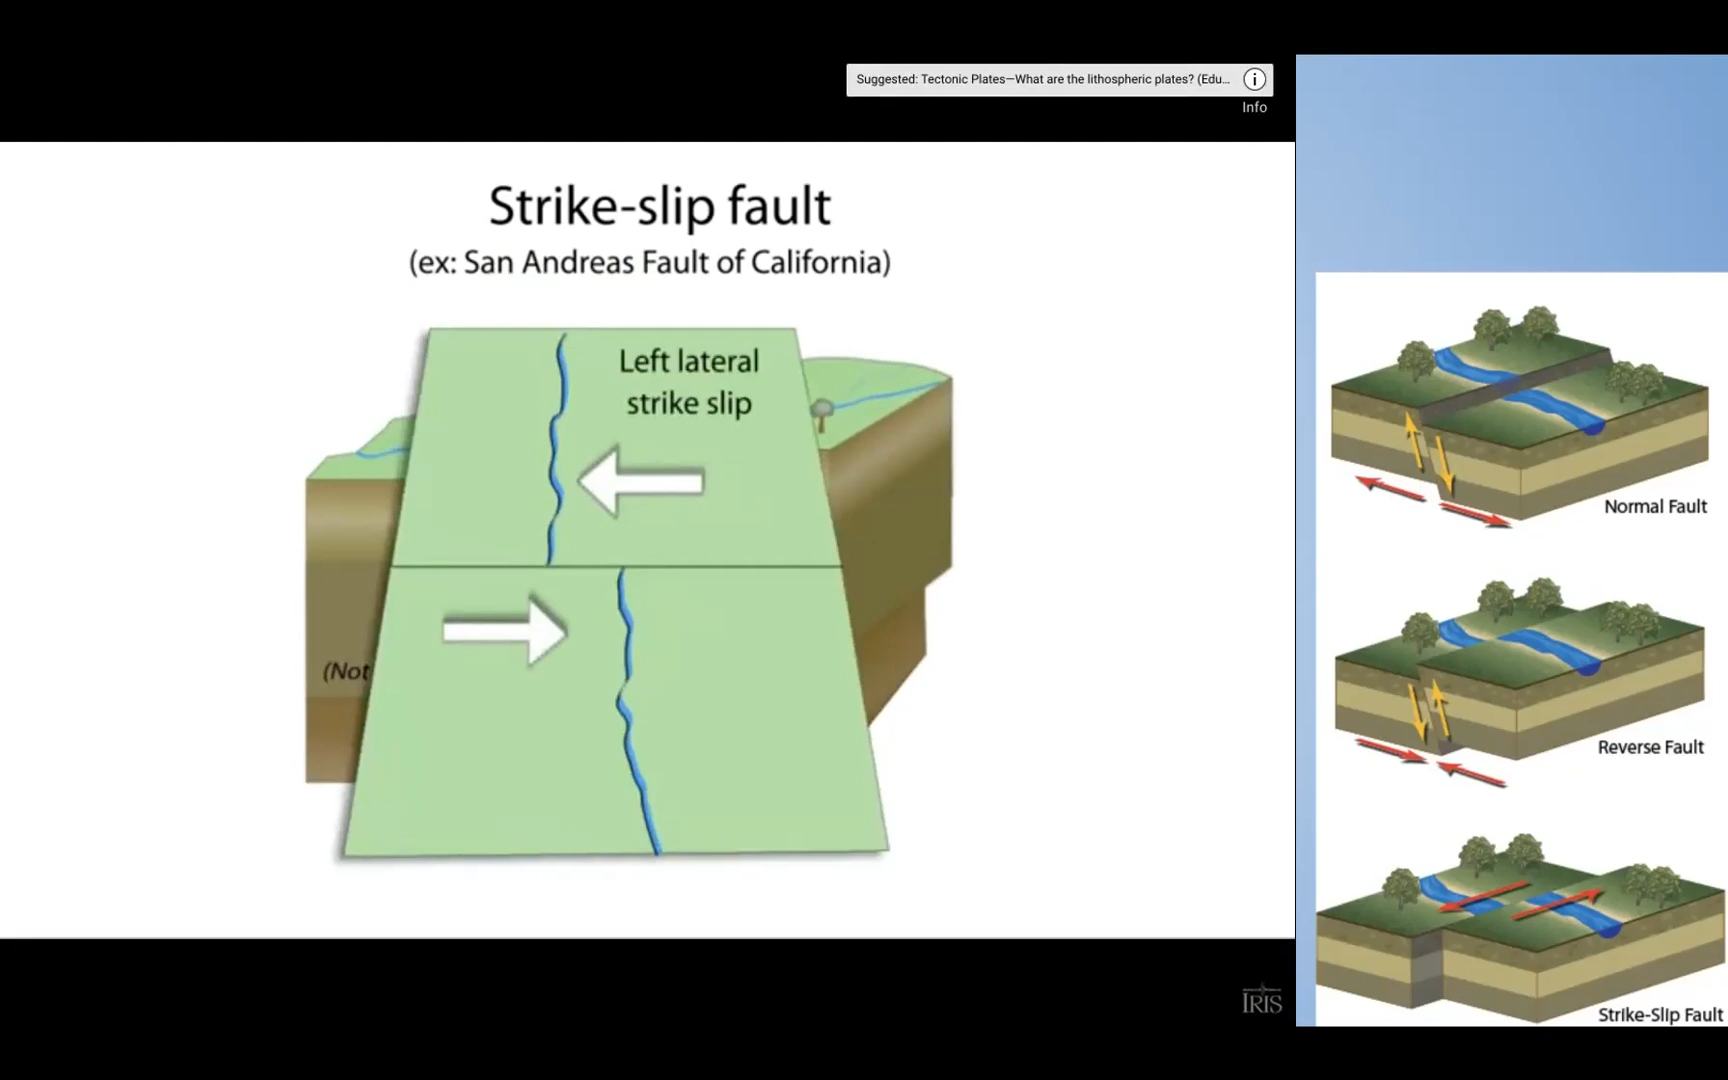 Suggested: Tectonic Plates—What are the lithospheric plates? (Edu...
i
Info
Strike-slip fault
(ex: San Andreas Fault of California)
Left lateral
strike slip
(Not
IRIS
Normal Fault
Reverse Fault
Strike-Slip Fault